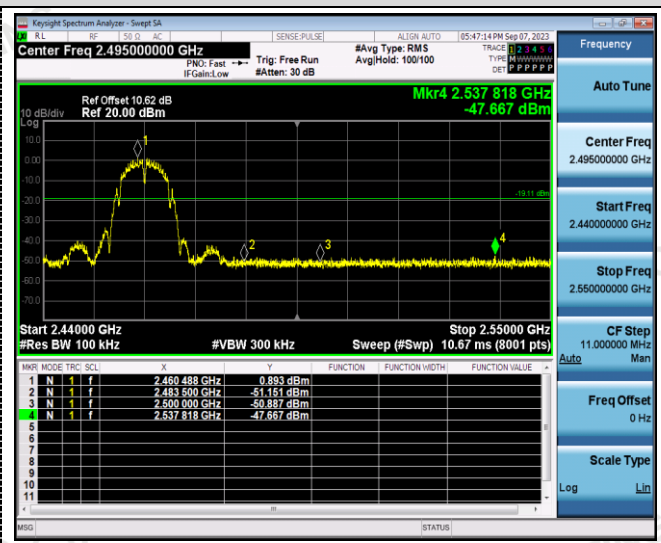 Keysight Spectrum Analyzer - Swept SA
RL RF 50 Ω AC SENSE:PULSE ALIGN AUTO 05:47:14 PM Sep 07, 2023
Center Freq 2.495000000 GHz
PNO: Fast
IFGain:Low
Trig: Free Run
#Atten: 30 dB
#Avg Type: RMS
Avg|Hold: 100/100
TRACE 1 2 3 4 5 6
TYPE M WWWWW
DET P P P P P P
Frequency
Auto Tune
Center Freq
2.495000000 GHz
Start Freq
2.440000000 GHz
Stop Freq
2.550000000 GHz
CF Step
11.000000 MHz
Auto Man
Freq Offset
0 Hz
Scale Type
Log Lin
Ref Offset 10.62 dB
10 dB/div Ref 20.00 dBm
Log
Mkr4 2.537 818 GHz
-47.667 dBm
10.0
0.00
-10.0
-20.0
-30.0
-40.0
-50.0
-60.0
-70.0
-19.11 dBm
1
2
3
4
Start 2.44000 GHz Stop 2.55000 GHz
#Res BW 100 kHz #VBW 300 kHz Sweep (#Swp) 10.67 ms (8001 pts)
MKR MODE TRC SCL X Y FUNCTION FUNCTION WIDTH FUNCTION VALUE
1 N 1 f 2.460 488 GHz 0.893 dBm
2 N 1 f 2.483 500 GHz -51.151 dBm
3 N 1 f 2.500 000 GHz -50.887 dBm
4 N 1 f 2.537 818 GHz -47.667 dBm
5
6
7
8
9
10
11
MSG STATUS